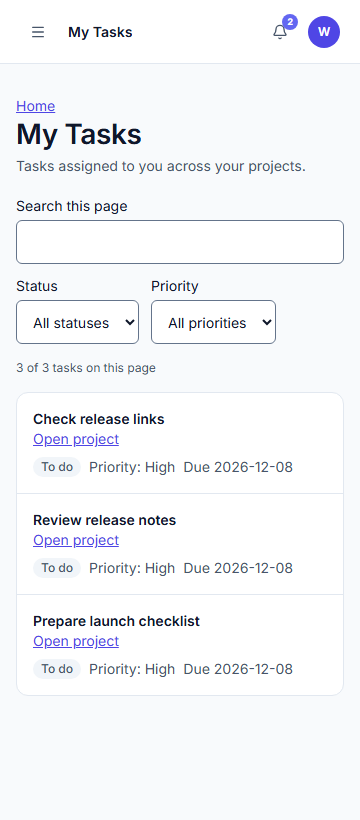 My Tasks
2
W
Home
My Tasks
Tasks assigned to you across your projects.
Search this page
Status Priority
All statuses All priorities
3 of 3 tasks on this page
Check release links
Open project
To do Priority: High Due 2026-12-08
Review release notes
Open project
To do Priority: High Due 2026-12-08
Prepare launch checklist
Open project
To do Priority: High Due 2026-12-08